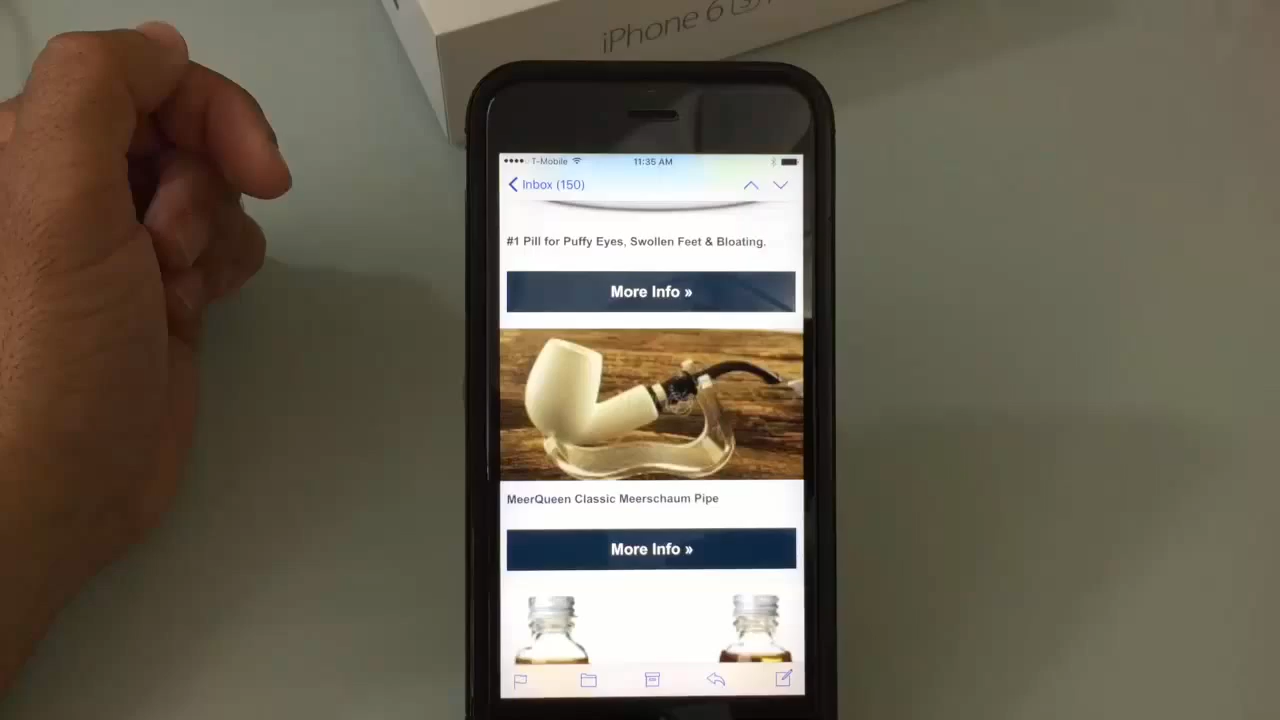 iPhone 6s
T-Mobile
11:35 AM
Inbox (150)
#1 Pill for Puffy Eyes, Swollen Feet & Bloating.
More Info »
MeerQueen Classic Meerschaum Pipe
More Info »